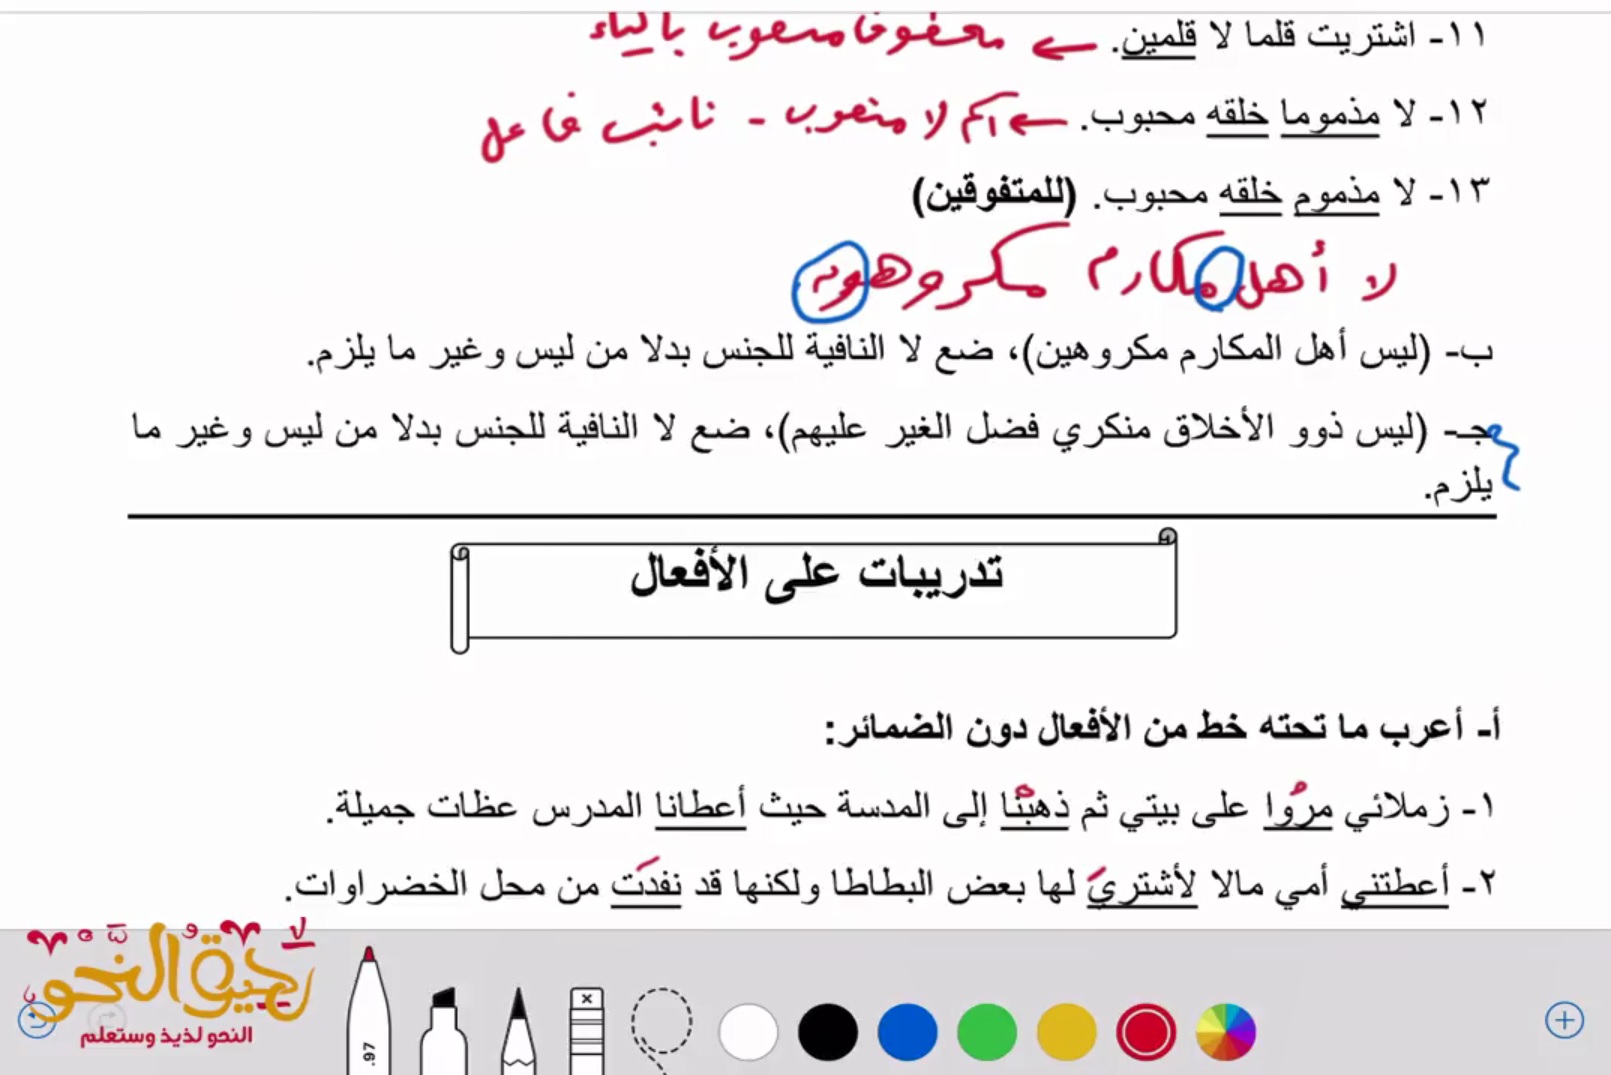 ١١- اشتريت قلما لا قلمين. ← معطوف منصوب بالياء
١٢- لا مذموما خلقه محبوب. ← اسم لا منصوب - نائب فاعل
١٣- لا مذموم خلقه محبوب. (للمتفوقين)
لا أهل مكارم مكروهون
ب- (ليس أهل المكارم مكروهين)، ضع لا النافية للجنس بدلا من ليس وغير ما يلزم.
جـ- (ليس ذوو الأخلاق منكري فضل الغير عليهم)، ضع لا النافية للجنس بدلا من ليس وغير ما
يلزم.
تدريبات على الأفعال
أ- أعرب ما تحته خط من الأفعال دون الضمائر:
١- زملائي مرُوا على بيتي ثم ذهبْنا إلى المدسة حيث أعطانا المدرس عظات جميلة.
٢- أعطتني أمي مالا لأشتريَ لها بعض البطاطا ولكنها قد نفدَت من محل الخضراوات.
النحو
النحو لذيذ وستعلم
.97